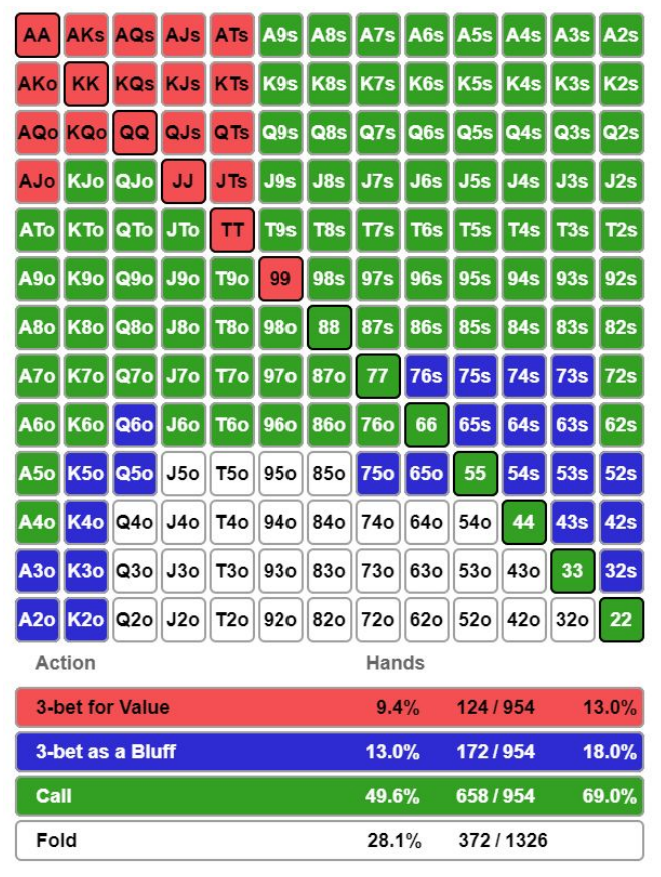 AA AKs AQs AJs ATs A9s A8s A7s A6s A5s A4s A3s A2s
AKo KK KQs KJs KTs K9s K8s K7s K6s K5s K4s K3s K2s
AQo KQo QQ QJs QTs Q9s Q8s Q7s Q6s Q5s Q4s Q3s Q2s
AJo KJo QJo JJ JTs J9s J8s J7s J6s J5s J4s J3s J2s
ATo KTo QTo JTo TT T9s T8s T7s T6s T5s T4s T3s T2s
A9o K9o Q9o J9o T9o 99 98s 97s 96s 95s 94s 93s 92s
A8o K8o Q8o J8o T8o 98o 88 87s 86s 85s 84s 83s 82s
A7o K7o Q7o J7o T7o 97o 87o 77 76s 75s 74s 73s 72s
A6o K6o Q6o J6o T6o 96o 86o 76o 66 65s 64s 63s 62s
A5o K5o Q5o J5o T5o 95o 85o 75o 65o 55 54s 53s 52s
A4o K4o Q4o J4o T4o 94o 84o 74o 64o 54o 44 43s 42s
A3o K3o Q3o J3o T3o 93o 83o 73o 63o 53o 43o 33 32s
A2o K2o Q2o J2o T2o 92o 82o 72o 62o 52o 42o 32o 22
Action Hands
3-bet for Value 9.4% 124 / 954 13.0%
3-bet as a Bluff 13.0% 172 / 954 18.0%
Call 49.6% 658 / 954 69.0%
Fold 28.1% 372 / 1326